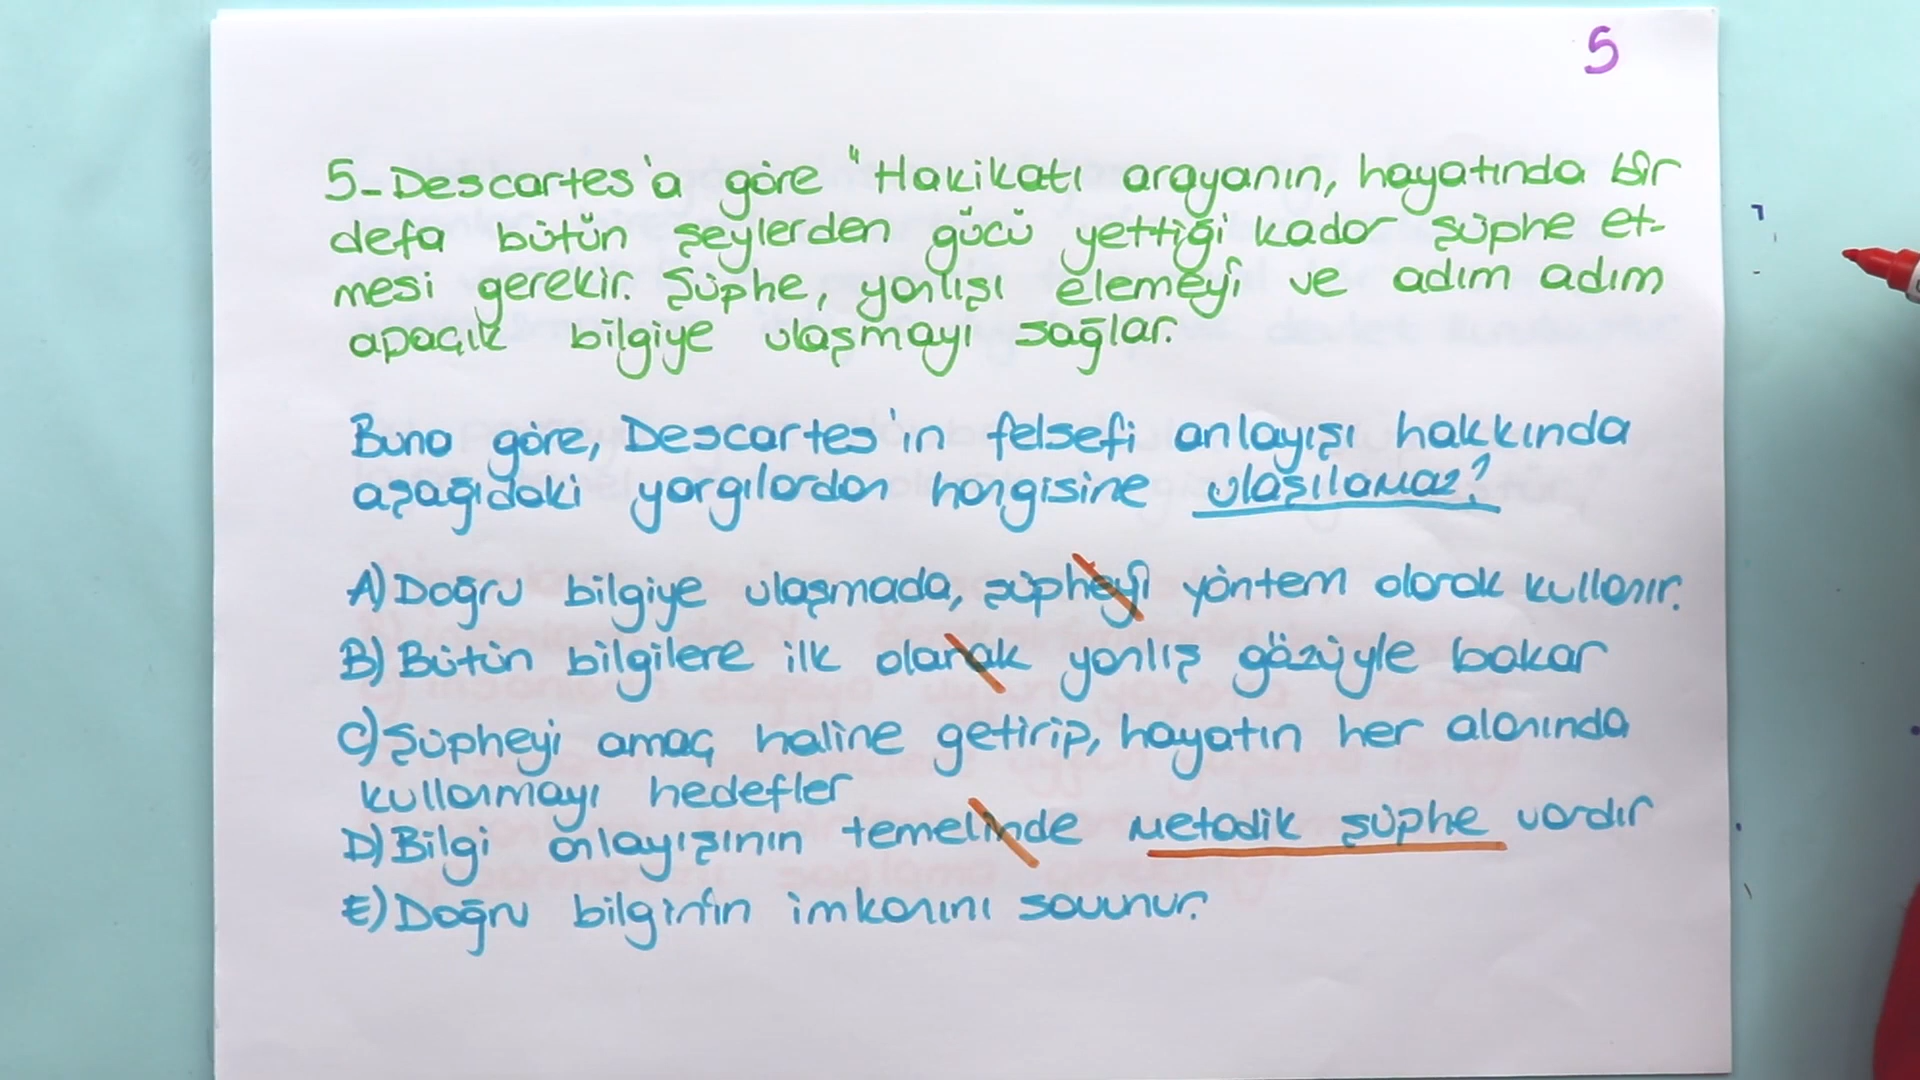 5
5-Descartes'a göre "Hakikatı arayanın, hayatında bir
defa bütün şeylerden gücü yettiği kadar şüphe et-
mesi gerekir. Şüphe, yanlışı elemeyi ve adım adım
apaçık bilgiye ulaşmayı sağlar.
Buna göre, Descartes'in felsefi anlayışı hakkında
aşağıdaki yargılardan hangisine ulaşılamaz?
A) Doğru bilgiye ulaşmada, şüpheyi yöntem olarak kullanır.
B) Bütün bilgilere ilk olarak yanlış gözüyle bakar
C) Şüpheyi amaç haline getirip, hayatın her alanında
kullanmayı hedefler
D) Bilgi anlayışının temelinde metodik şüphe vardır
E) Doğru bilginin imkanını savunur.